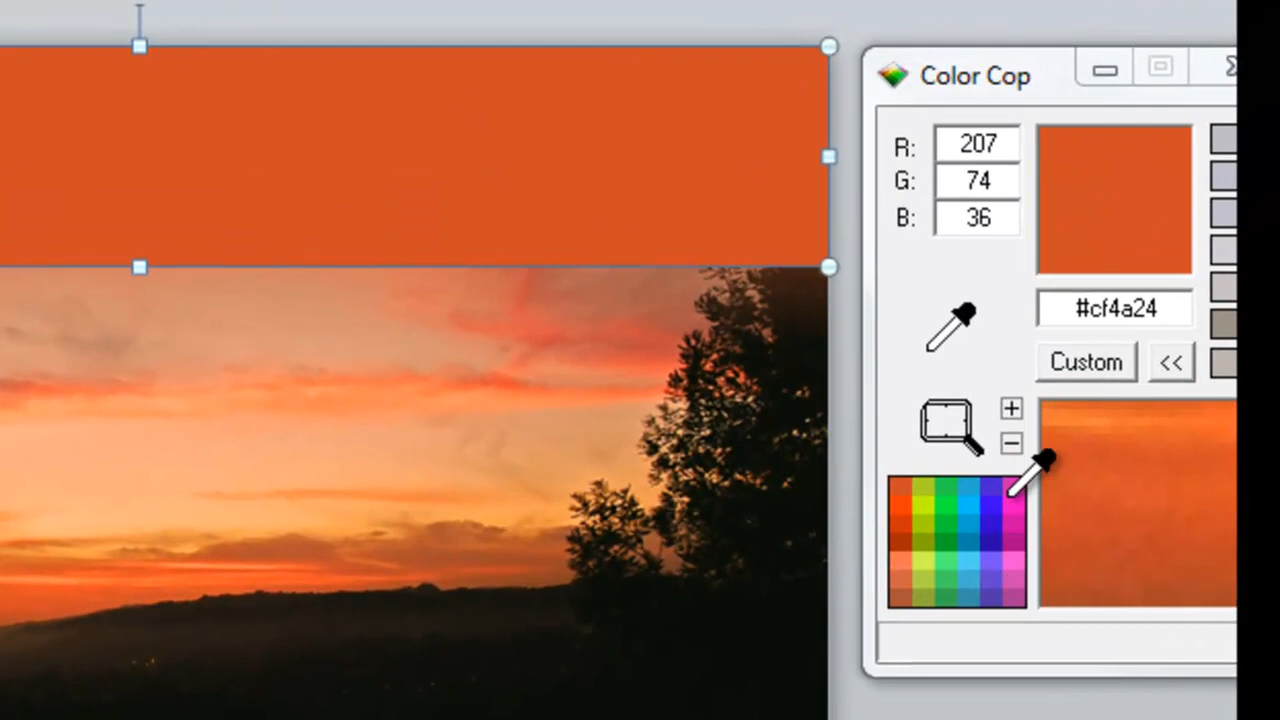 Color Cop
R: 207
G: 74
B: 36
#cf4a24
Custom <<
+
−